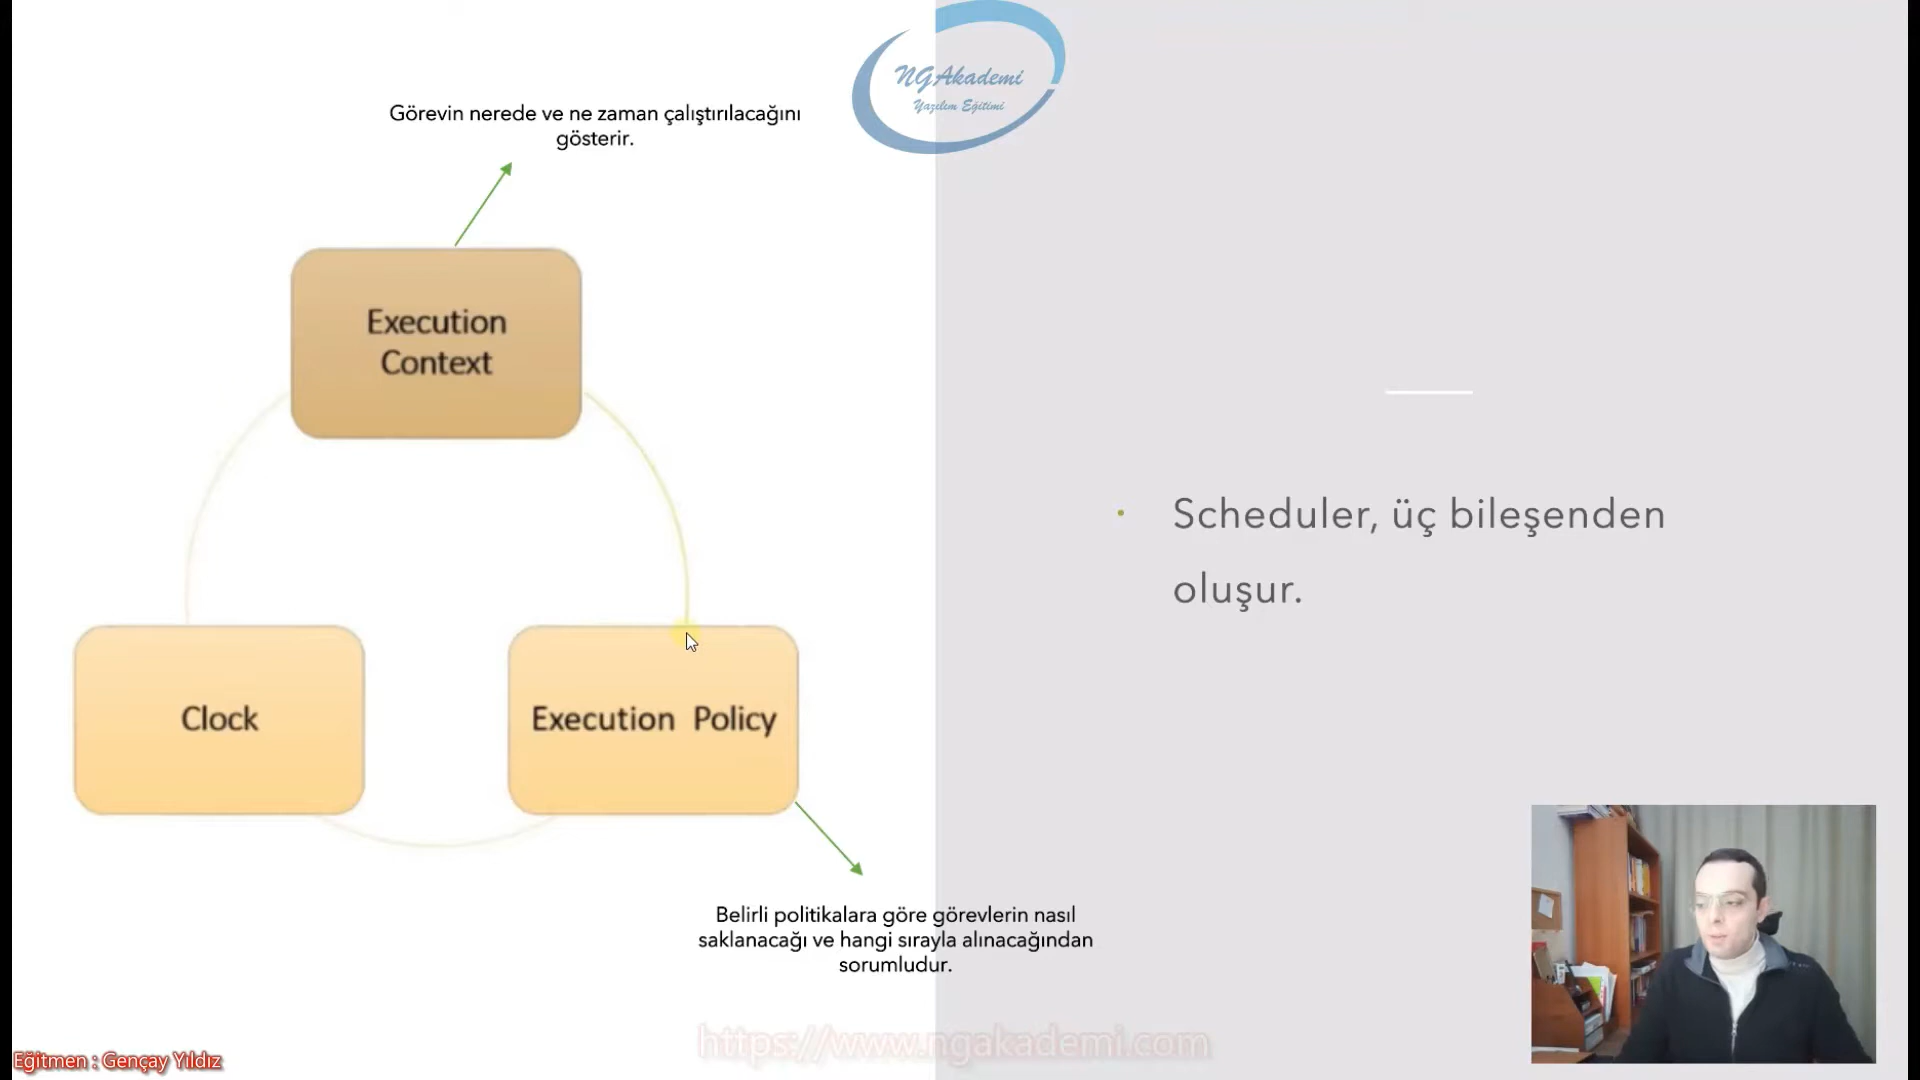 NGAkademi
Yazılım Eğitimi
Görevin nerede ve ne zaman çalıştırılacağını
gösterir.
Execution
Context
Scheduler, üç bileşenden
oluşur.
Clock
Execution Policy
Belirli politikalara göre görevlerin nasıl
saklanacağı ve hangi sırayla alınacağından
sorumludur.
https://www.ngakademi.com
Eğitmen : Gençay Yıldız